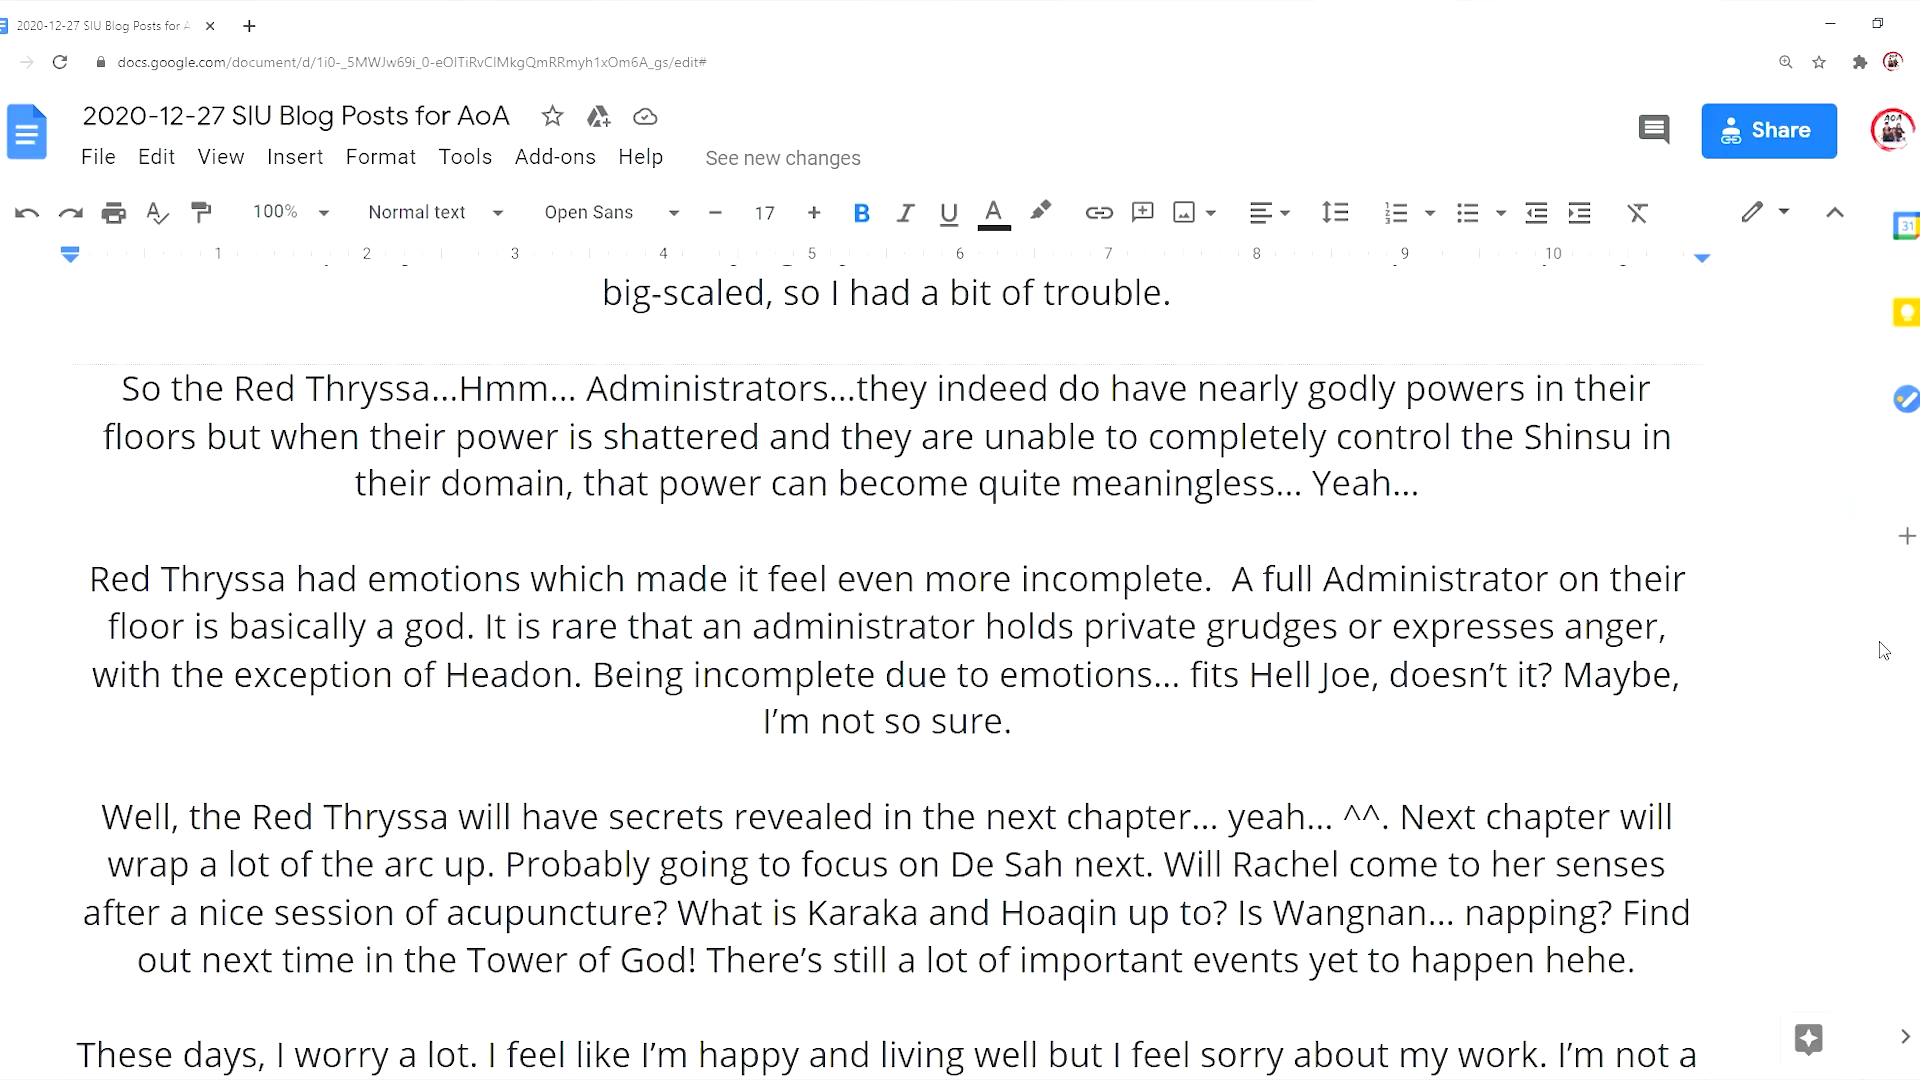 2020-12-27 SIU Blog Posts for A
docs.google.com/document/d/1i0-_5MWJw69i_0-eOITiRvClMkgQmRRmyh1xOm6A_gs/edit#
2020-12-27 SIU Blog Posts for AoA
Share
File Edit View Insert Format Tools Add-ons Help See new changes
100% Normal text Open Sans 17
1 2 3 4 5 6 7 8 9 10
big-scaled, so I had a bit of trouble.
So the Red Thryssa...Hmm... Administrators...they indeed do have nearly godly powers in their
floors but when their power is shattered and they are unable to completely control the Shinsu in
their domain, that power can become quite meaningless... Yeah...
Red Thryssa had emotions which made it feel even more incomplete.  A full Administrator on their
floor is basically a god. It is rare that an administrator holds private grudges or expresses anger,
with the exception of Headon. Being incomplete due to emotions... fits Hell Joe, doesn't it? Maybe,
I'm not so sure.
Well, the Red Thryssa will have secrets revealed in the next chapter... yeah... ^^. Next chapter will
wrap a lot of the arc up. Probably going to focus on De Sah next. Will Rachel come to her senses
after a nice session of acupuncture? What is Karaka and Hoaqin up to? Is Wangnan... napping? Find
out next time in the Tower of God! There's still a lot of important events yet to happen hehe.
These days, I worry a lot. I feel like I'm happy and living well but I feel sorry about my work. I'm not a